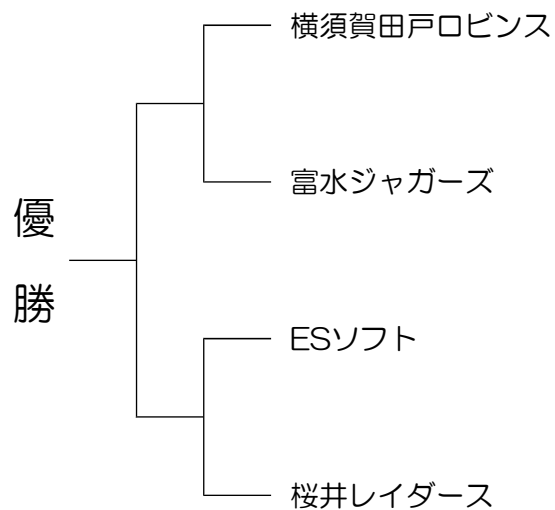 横須賀田戸ロビンス
富水ジャガーズ
優勝
ESソフト
桜井レイダース